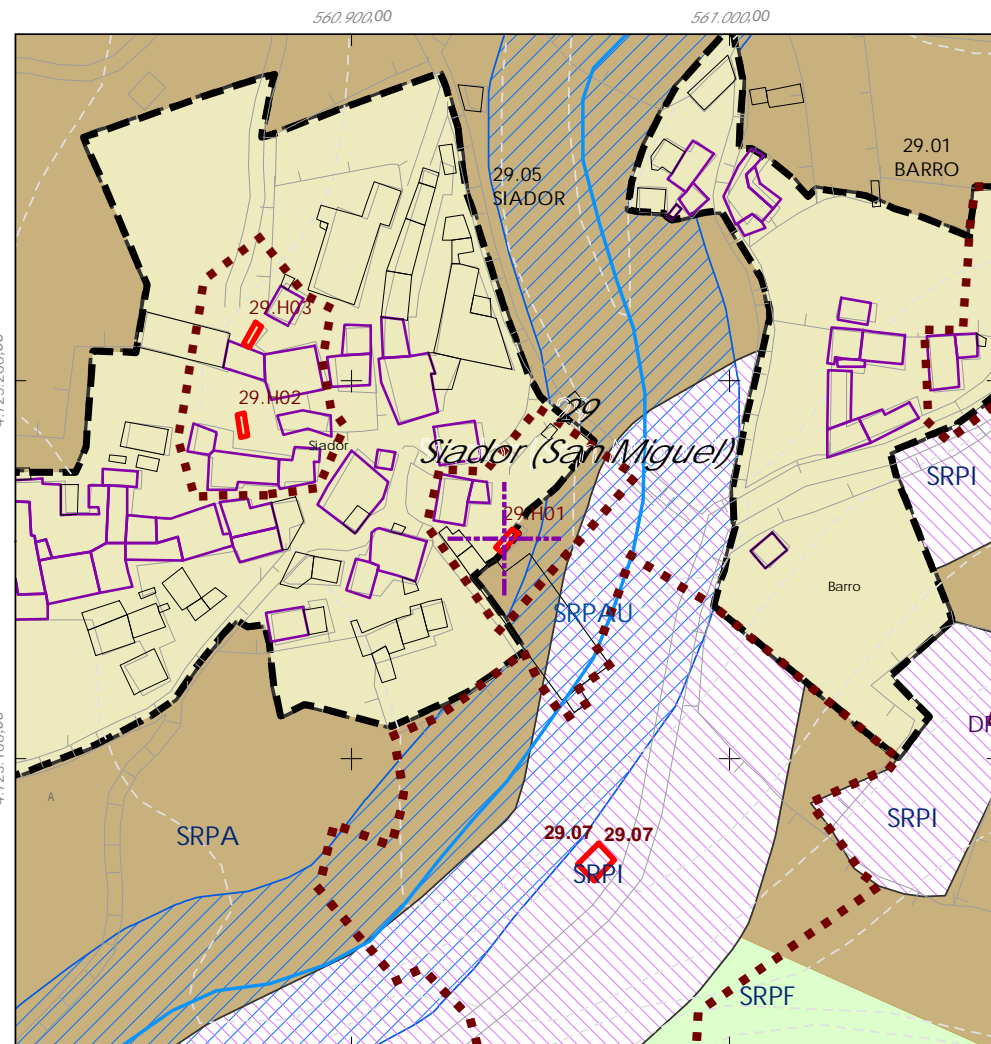 560.900,00
561.000,00
29.01
BARRO
29.05
SIADOR
29.H03
29.H02
29
Siador
Siador (San Miguel)
SRPI
29.H01
Barro
SRPAU
A
SRPA
SRPI
29.07
29.07
SRPI
SRPF